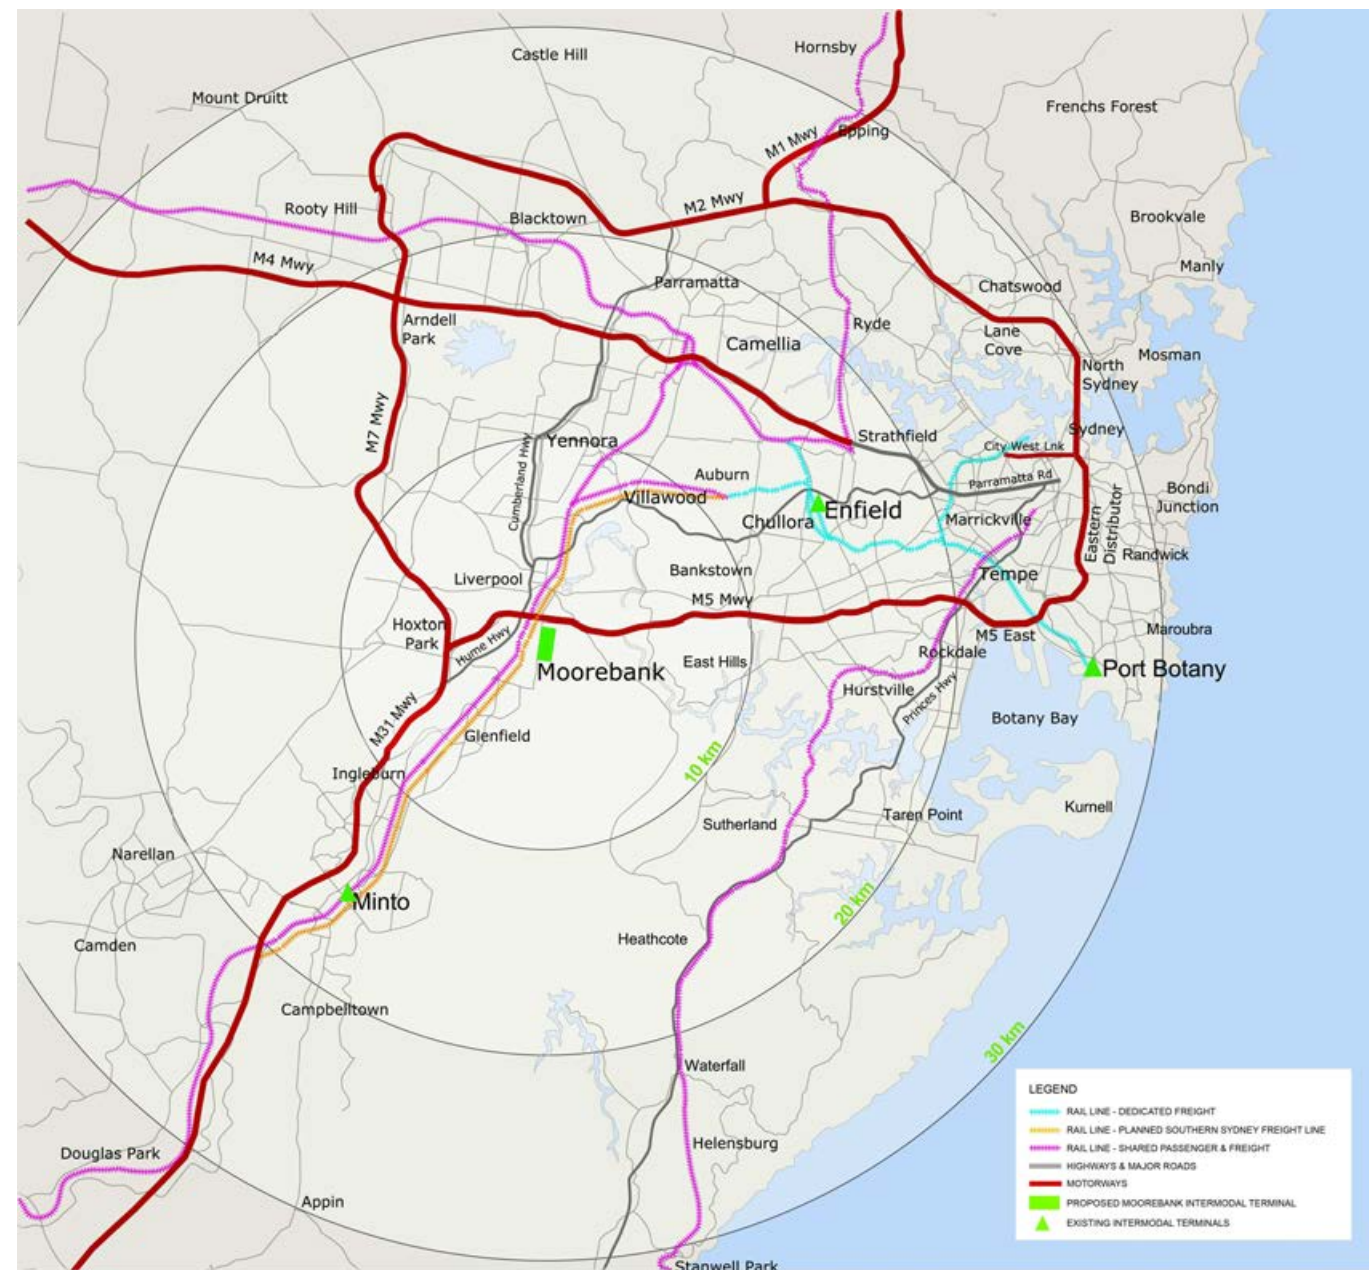 Hornsby
Castle Hill
Mount Druitt
Frenchs Forest
Epping
M1 Mwy
M2 Mwy
Rooty Hill
Blacktown
Brookvale
M4 Mwy
Manly
Parramatta
Chatswood
Arndell
Park
Ryde
Camellia
Lane
Cove
Mosman
North
Sydney
M7 Mwy
Cumberland Hwy
Yennora
Strathfield
Sydney
City West Lnk
Auburn
Villawood
Parramatta Rd
Bondi
Junction
Enfield
Chullora
Marrickville
Eastern
Distributor
Randwick
Liverpool
Bankstown
Tempe
M5 Mwy
Hoxton
Park
Hume Hwy
M5 East
Maroubra
Rockdale
Moorebank
East Hills
Port Botany
Hurstville
Princes Hwy
Botany Bay
M31 Mwy
Glenfield
10 km
Ingleburn
Kurnell
Sutherland
Taren Point
Narellan
Minto
20 km
Camden
Heathcote
Campbelltown
30 km
Waterfall
Douglas Park
Helensburg
Appin
Stanwell Park
LEGEND
RAIL LINE - DEDICATED FREIGHT
RAIL LINE - PLANNED SOUTHERN SYDNEY FREIGHT LINE
RAIL LINE - SHARED PASSENGER & FREIGHT
HIGHWAYS & MAJOR ROADS
MOTORWAYS
PROPOSED MOOREBANK INTERMODAL TERMINAL
EXISTING INTERMODAL TERMINALS